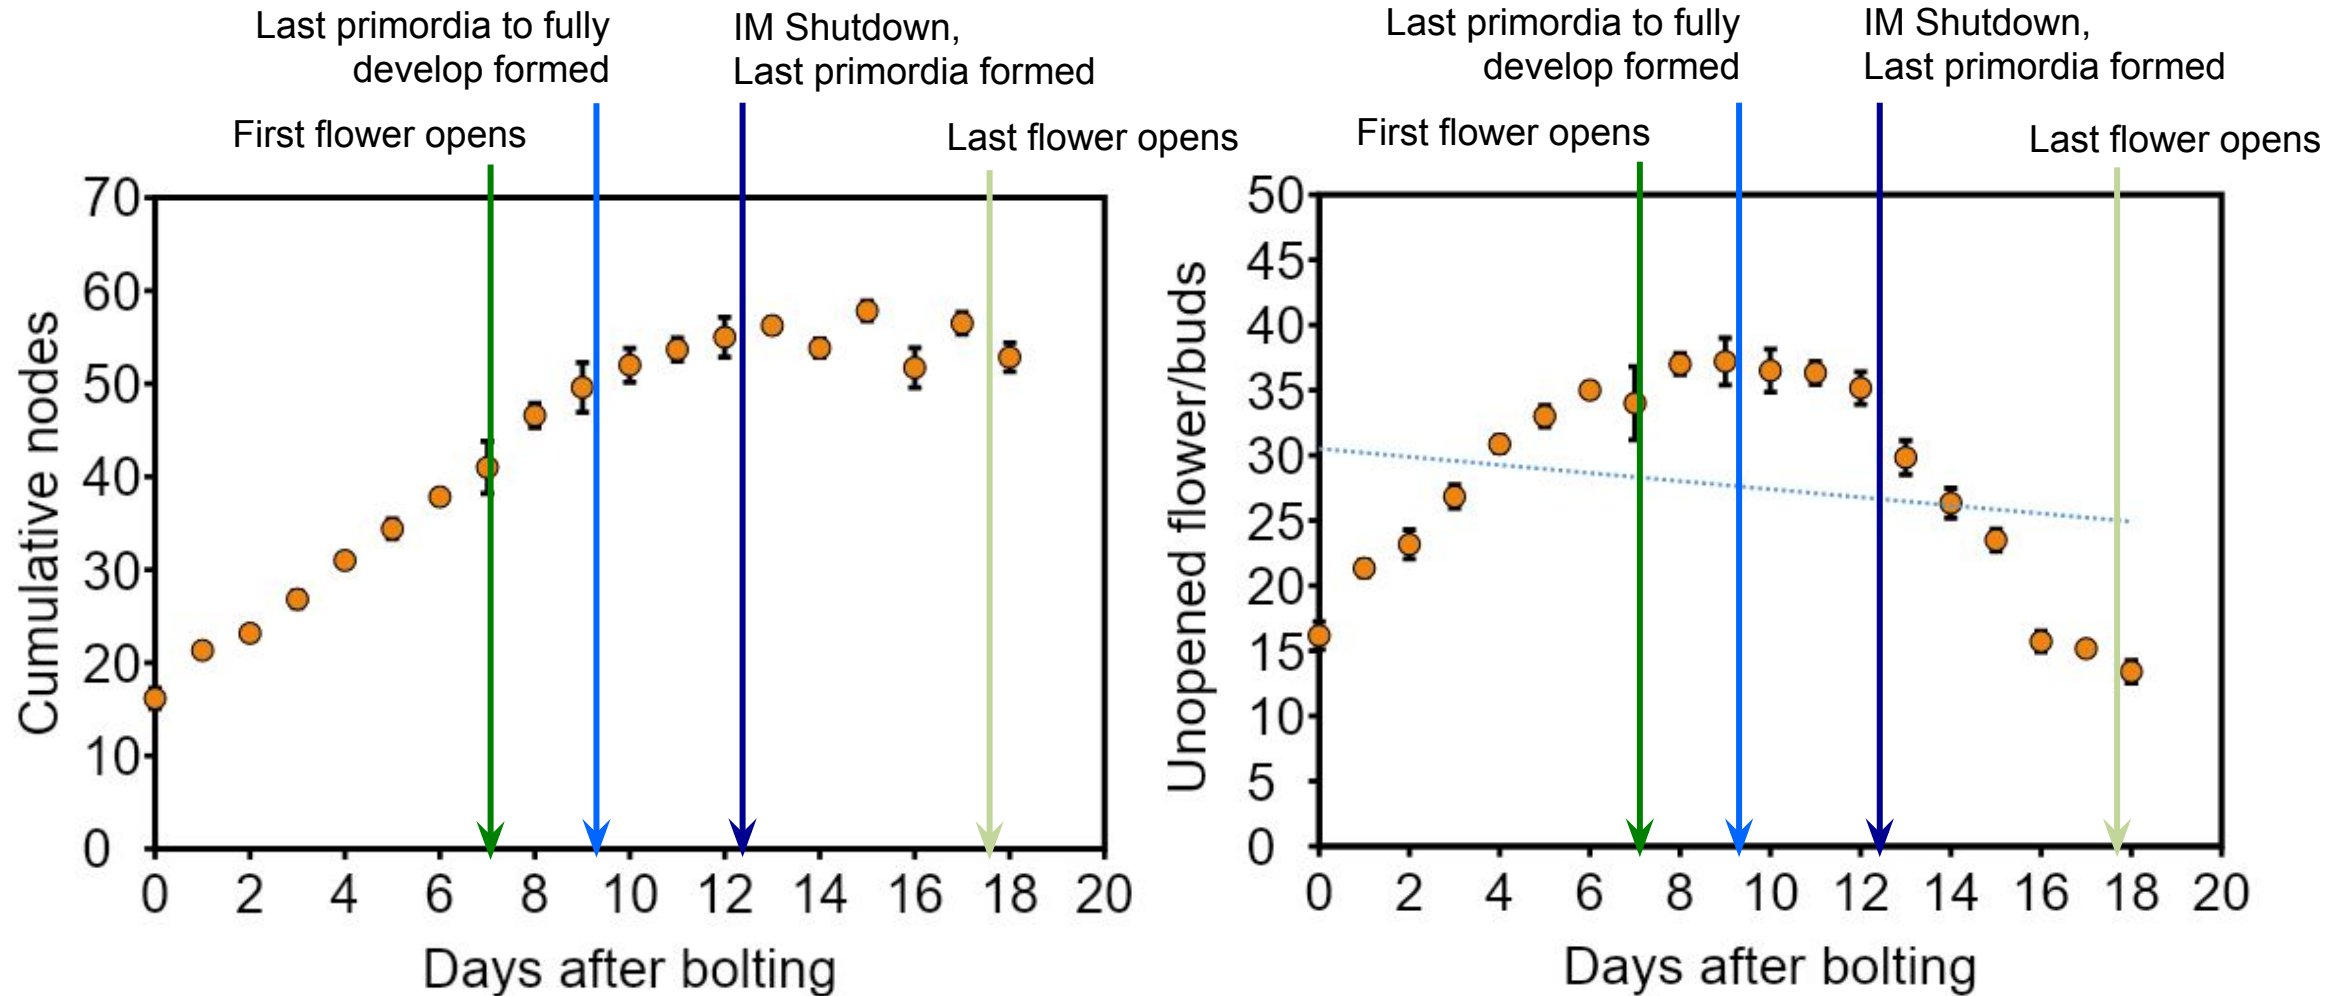 Last primordia to fully
develop formed
IM Shutdown,
Last primordia formed
First flower opens
Last flower opens
70
60
50
40
30
20
10
0
Cumulative nodes
0 2 4 6 8 10 12 14 16 18 20
Days after bolting
Last primordia to fully
develop formed
IM Shutdown,
Last primordia formed
First flower opens
Last flower opens
50
45
40
35
30
25
20
15
10
5
0
Unopened flower/buds
0 2 4 6 8 10 12 14 16 18 20
Days after bolting